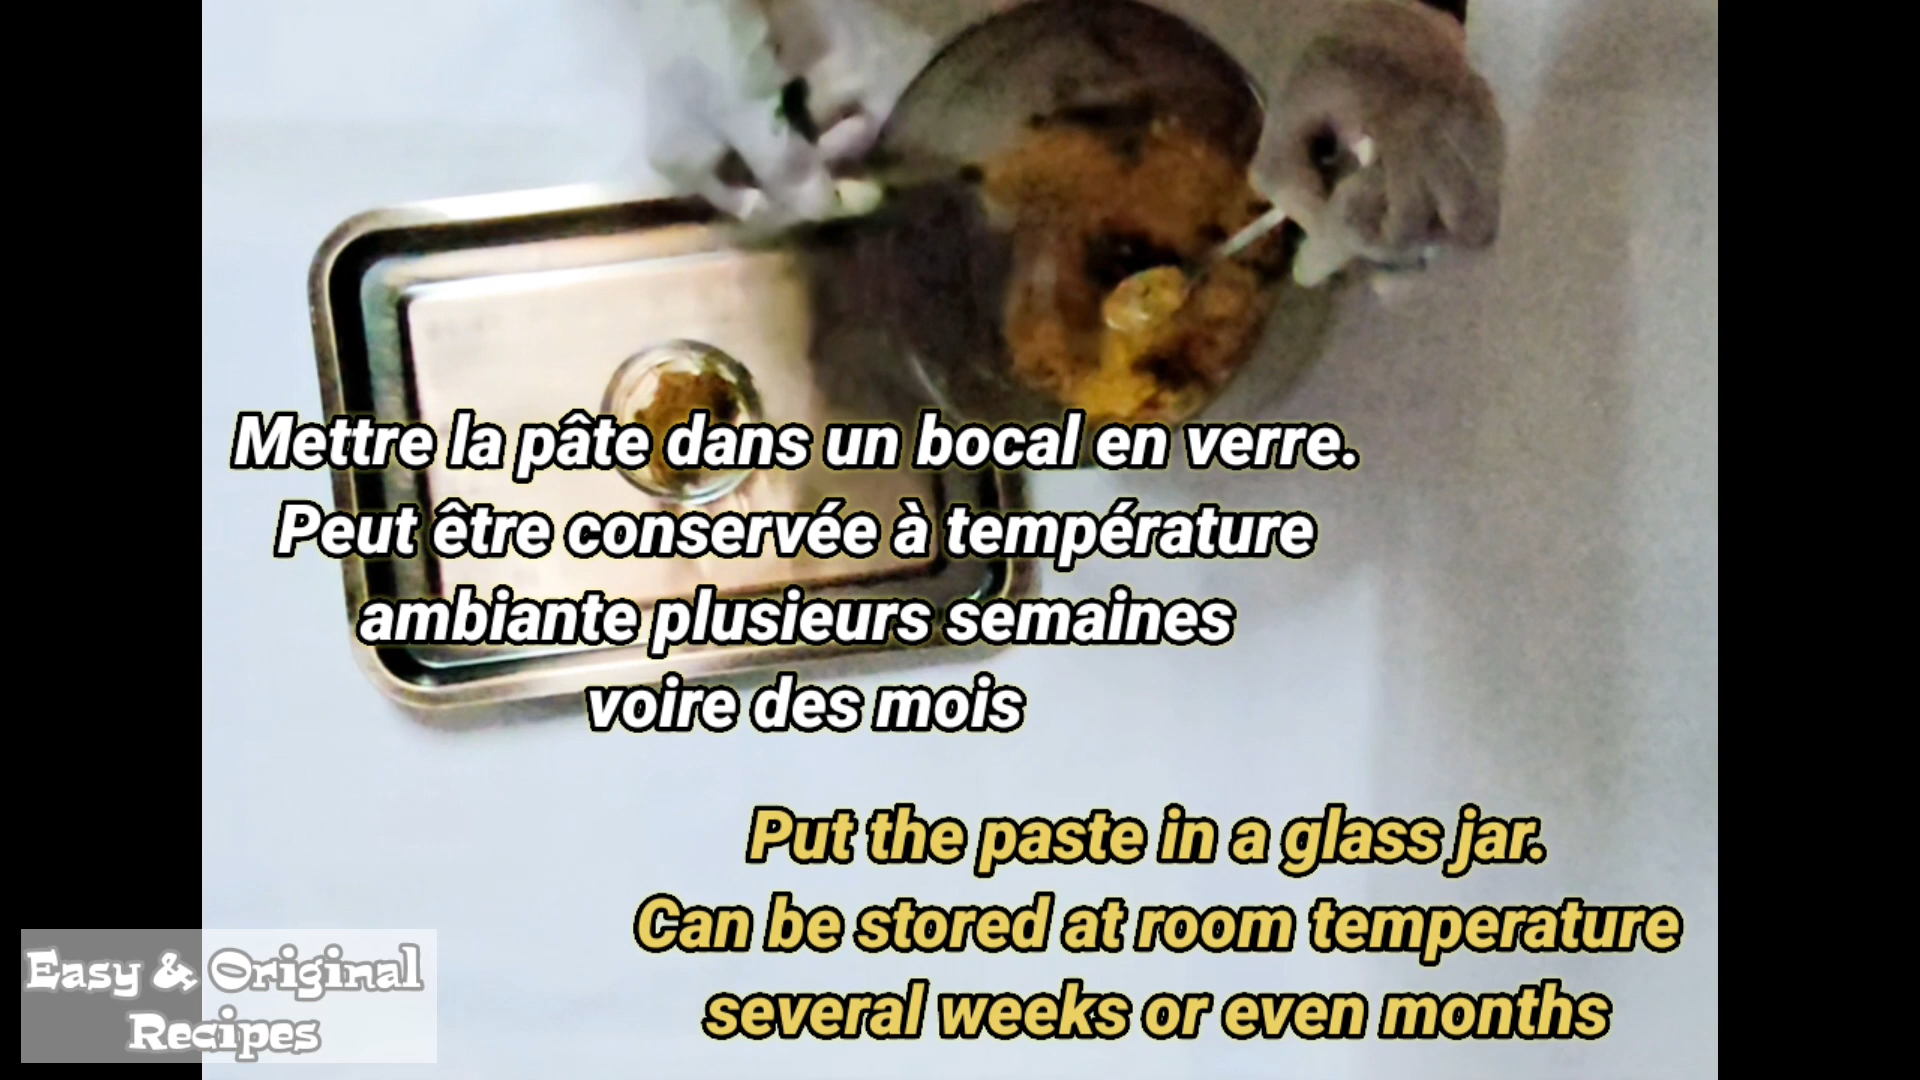 Mettre la pâte dans un bocal en verre.
Peut être conservée à température
ambiante plusieurs semaines
voire des mois
Put the paste in a glass jar.
Can be stored at room temperature
several weeks or even months
Easy & Original
Recipes